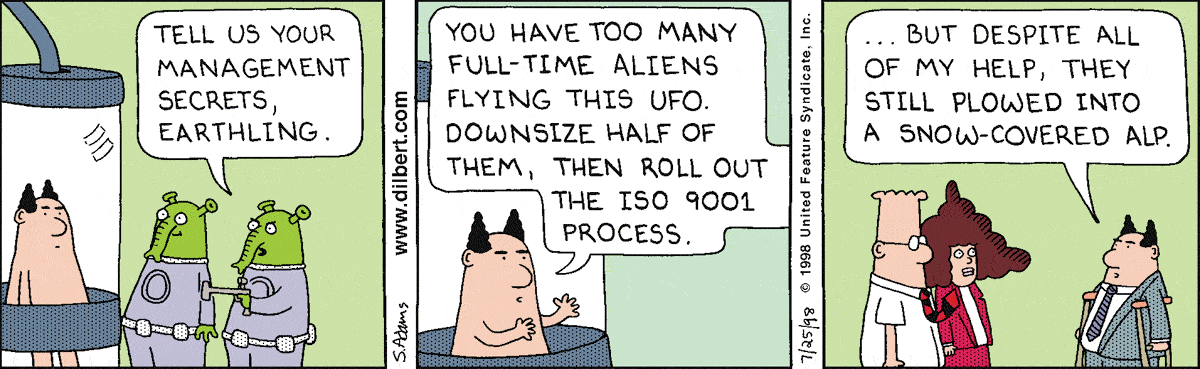 TELL US YOUR
MANAGEMENT
SECRETS,
EARTHLING.
S. Adams
www.dilbert.com
YOU HAVE TOO MANY
FULL-TIME ALIENS
FLYING THIS UFO.
DOWNSIZE HALF OF
THEM, THEN ROLL OUT
THE ISO 9001
PROCESS.
7/25/98 © 1998 United Feature Syndicate, Inc.
... BUT DESPITE ALL
OF MY HELP, THEY
STILL PLOWED INTO
A SNOW-COVERED ALP.